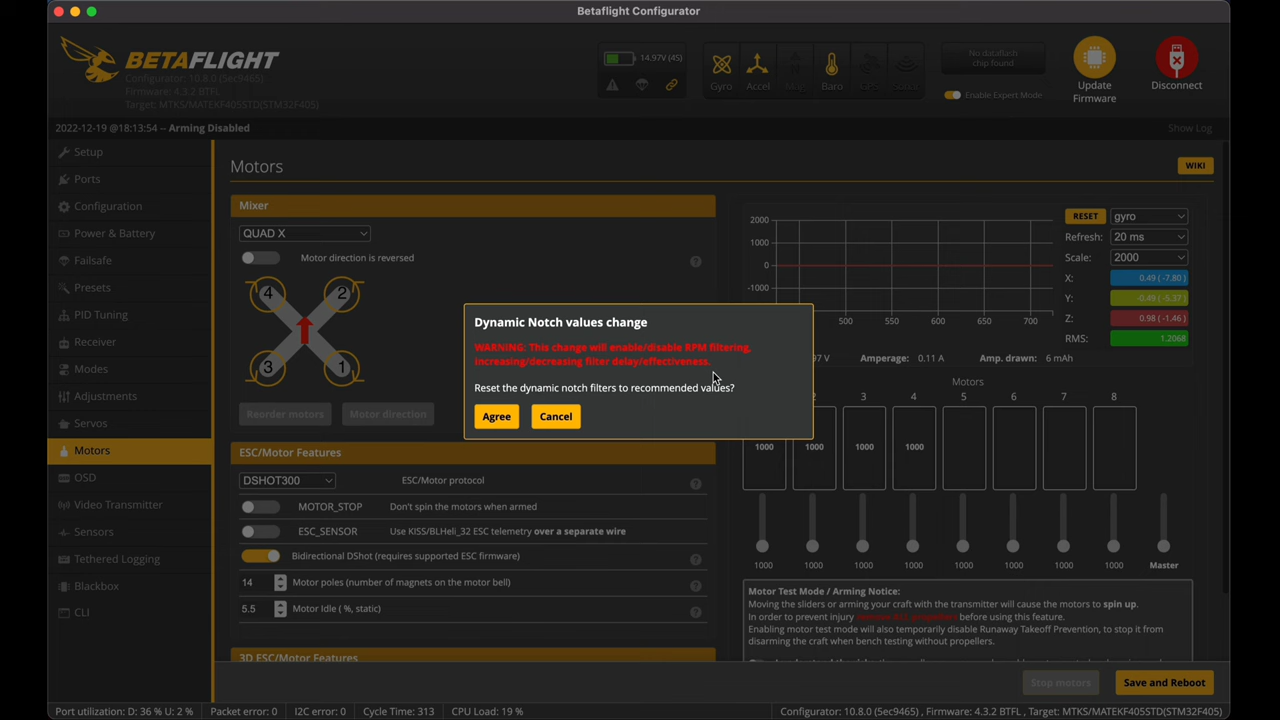 Betaflight Configurator
BETAFLIGHT
Configurator: 10.8.0 (5ec9465)
Firmware: 4.3.2 BTFL
Target: MTKS/MATEKF405STD(STM32F405)
14.97V (4S)
Gyro Accel Mag Baro GPS Sonar
No dataflash
chip found
Enable Expert Mode
Update
Firmware
Disconnect
2022-12-19 @18:13:54 -- Arming Disabled
Show Log
Setup
Ports
Configuration
Power & Battery
Failsafe
Presets
PID Tuning
Receiver
Modes
Adjustments
Servos
Motors
OSD
Video Transmitter
Sensors
Tethered Logging
Blackbox
CLI
Motors
WIKI
Mixer
QUAD X
Motor direction is reversed
4
2
3
1
Reorder motors
Motor direction
ESC/Motor Features
DSHOT300
ESC/Motor protocol
MOTOR_STOP
Don't spin the motors when armed
ESC_SENSOR
Use KISS/BLHeli_32 ESC telemetry over a separate wire
Bidirectional DShot (requires supported ESC firmware)
14
Motor poles (number of magnets on the motor bell)
5.5
Motor Idle ( %, static)
3D ESC/Motor Features
Dynamic Notch values change
WARNING: This change will enable/disable RPM filtering,
increasing/decreasing filter delay/effectiveness.
Reset the dynamic notch filters to recommended values?
Agree
Cancel
2000
1000
0
-1000
500 550 600 650 700
RESET
gyro
Refresh:
20 ms
Scale:
2000
X:
0.49 ( -7.80)
Y:
-0.49 ( -5.37)
Z:
0.98 ( -1.46)
RMS:
1.2068
97 V
Amperage: 0.11 A
Amp. drawn: 6 mAh
Motors
2 3 4 5 6 7 8
1000 1000 1000 1000
1000 1000 1000 1000 1000 1000 1000 1000 Master
Motor Test Mode / Arming Notice:
Moving the sliders or arming your craft with the transmitter will cause the motors to spin up.
In order to prevent injury remove ALL propellers before using this feature.
Enabling motor test mode will also temporarily disable Runaway Takeoff Prevention, to stop it from
disarming the craft when bench testing without propellers.
Stop motors
Save and Reboot
Port utilization: D: 36 % U: 2 %
Packet error: 0
I2C error: 0
Cycle Time: 313
CPU Load: 19 %
Configurator: 10.8.0 (5ec9465) , Firmware: 4.3.2 BTFL , Target: MTKS/MATEKF405STD(STM32F405)